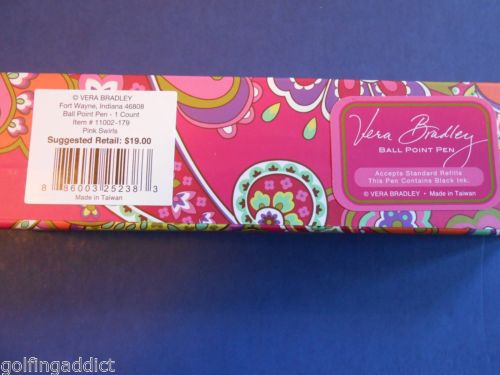 © VERA BRADLEY
Fort Wayne, Indiana 46808
Ball Point Pen - 1 Count
Item # 11002-179
Pink Swirls
Suggested Retail: $19.00
8 86003 25238 3
Made in Taiwan
Vera Bradley
BALL POINT PEN
Accepts Standard Refills
This Pen Contains Black Ink.
© VERA BRADLEY • Made in Taiwan
golfingaddict